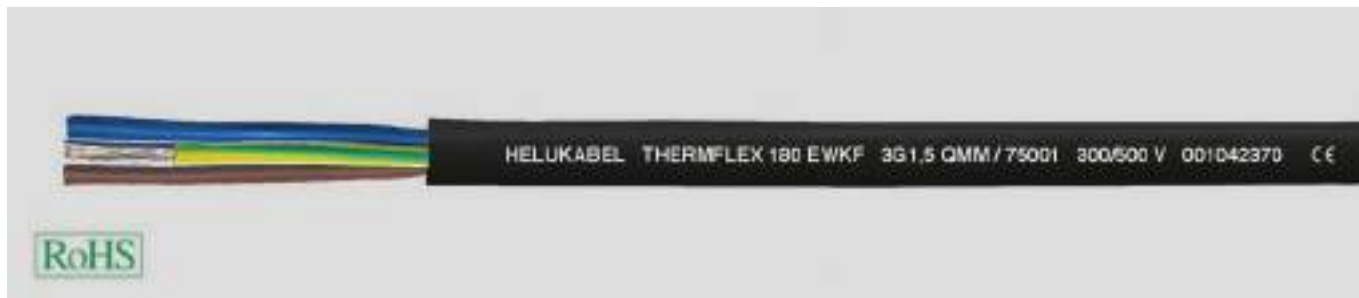 HELUKABEL THERMFLEX 180 EWKF 3G1,5 QMM / 75001 300/500 V 001042370 CE
RoHS